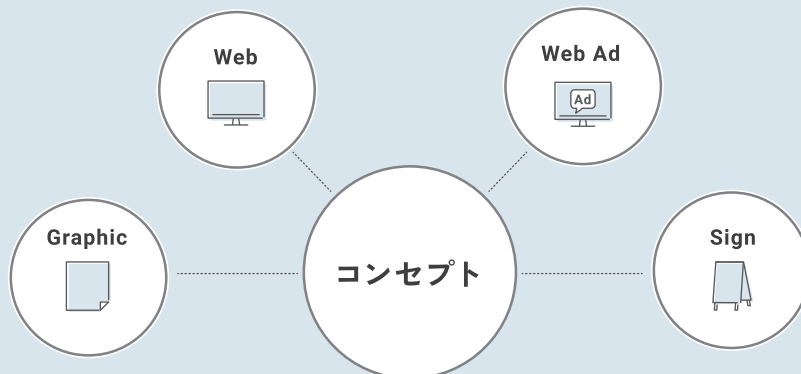 Web
Web Ad
Ad
Graphic
コンセプト
Sign